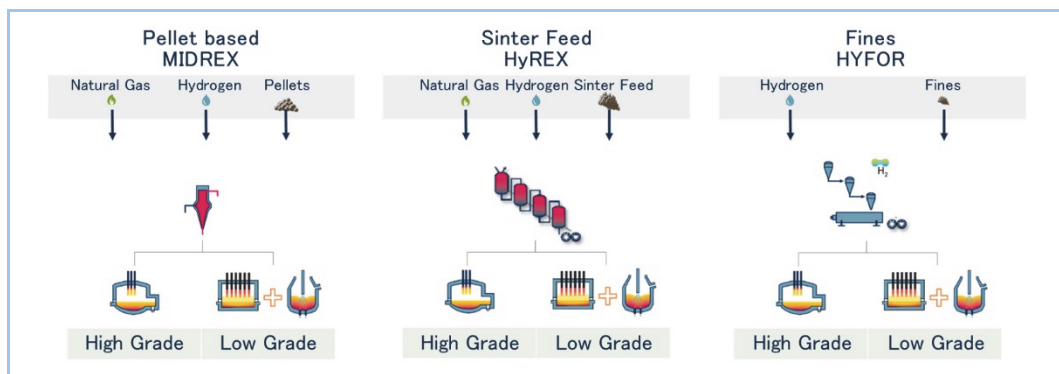 Pellet based
MIDREX
Natural Gas Hydrogen Pellets
High Grade Low Grade
Sinter Feed
HyREX
Natural Gas Hydrogen Sinter Feed
High Grade Low Grade
Fines
HYFOR
Hydrogen Fines
H2
High Grade Low Grade